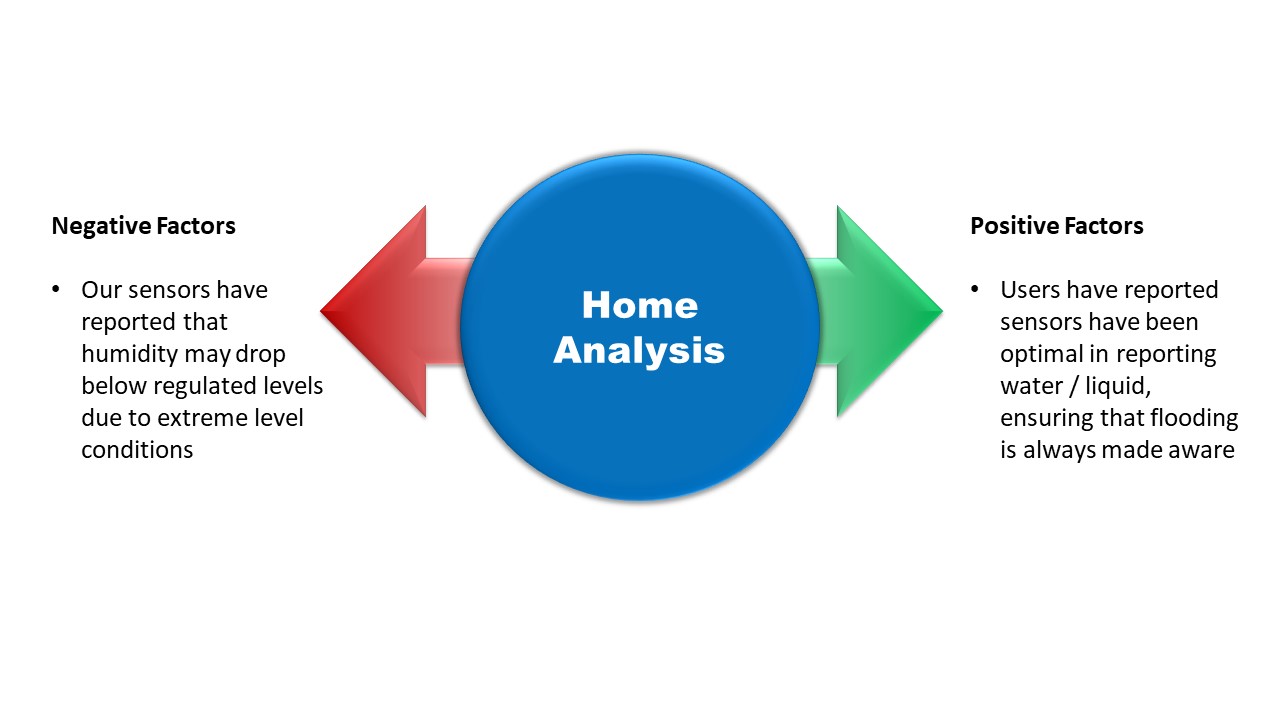 Negative Factors
• Our sensors have
reported that
humidity may drop
below regulated levels
due to extreme level
conditions
Home
Analysis
Positive Factors
• Users have reported
sensors have been
optimal in reporting
water / liquid,
ensuring that flooding
is always made aware